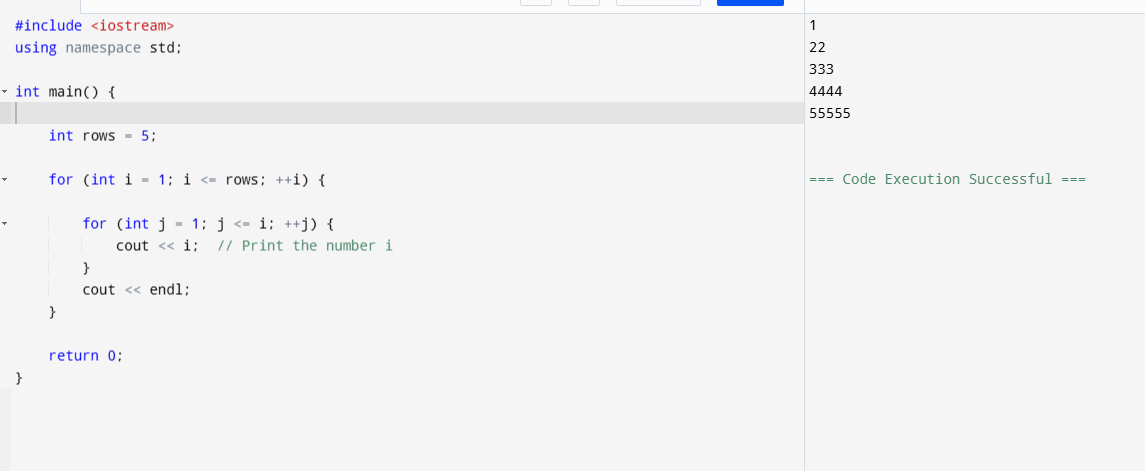 #include <iostream>
using namespace std;
int main() {
int rows = 5;
for (int i = 1; i <= rows; ++i) {
for (int j = 1; j <= i; ++j) {
cout << i;  // Print the number i
}
cout << endl;
}
return 0;
}
1
22
333
4444
55555
=== Code Execution Successful ===